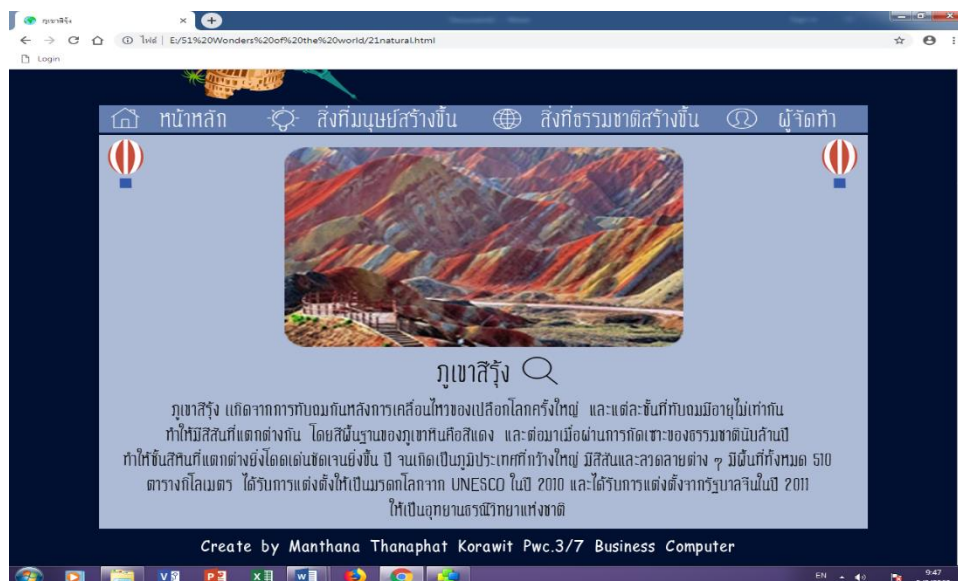 ภูเขาสีรุ้ง
ไฟล์ | E:/51%20Wonders%20of%20the%20world/21natural.html
Login
หน้าหลัก สิ่งที่มนุษย์สร้างขึ้น สิ่งที่ธรรมชาติสร้างขึ้น ผู้จัดทำ
ภูเขาสีรุ้ง
ภูเขาสีรุ้ง เเกิดจากการทับถมกันหลังการเคลื่อนไหวของเปลือกโลกครั้งใหญ่ และแต่ละชั้นที่ทับถมมีอายุไม่เท่ากัน
ทำให้มีสีสันที่แตกต่างกัน โดยสีพื้นฐานของภูเขาหินคือสีแดง และต่อมาเมื่อผ่านการกัดเซาะของธรรมชาตินับล้านปี
ทำให้ชั้นสีหินที่แตกต่างยิ่งโดดเด่นชัดเจนยิ่งขึ้น ปี จนเกิดเป็นภูมิประเทศที่กว้างใหญ่ มีสีสันและลวดลายต่าง ๆ มีพื้นที่ทั้งหมด 510
ตารางกิโลเมตร ได้รับการแต่งตั้งให้เป็นมรดกโลกจาก UNESCO ในปี 2010 และได้รับการแต่งตั้งจากรัฐบาลจีนในปี 2011
ให้เป็นอุทยานธรณีวิทยาแห่งชาติ
Create by Manthana Thanaphat Korawit Pwc.3/7 Business Computer
EN 9:47